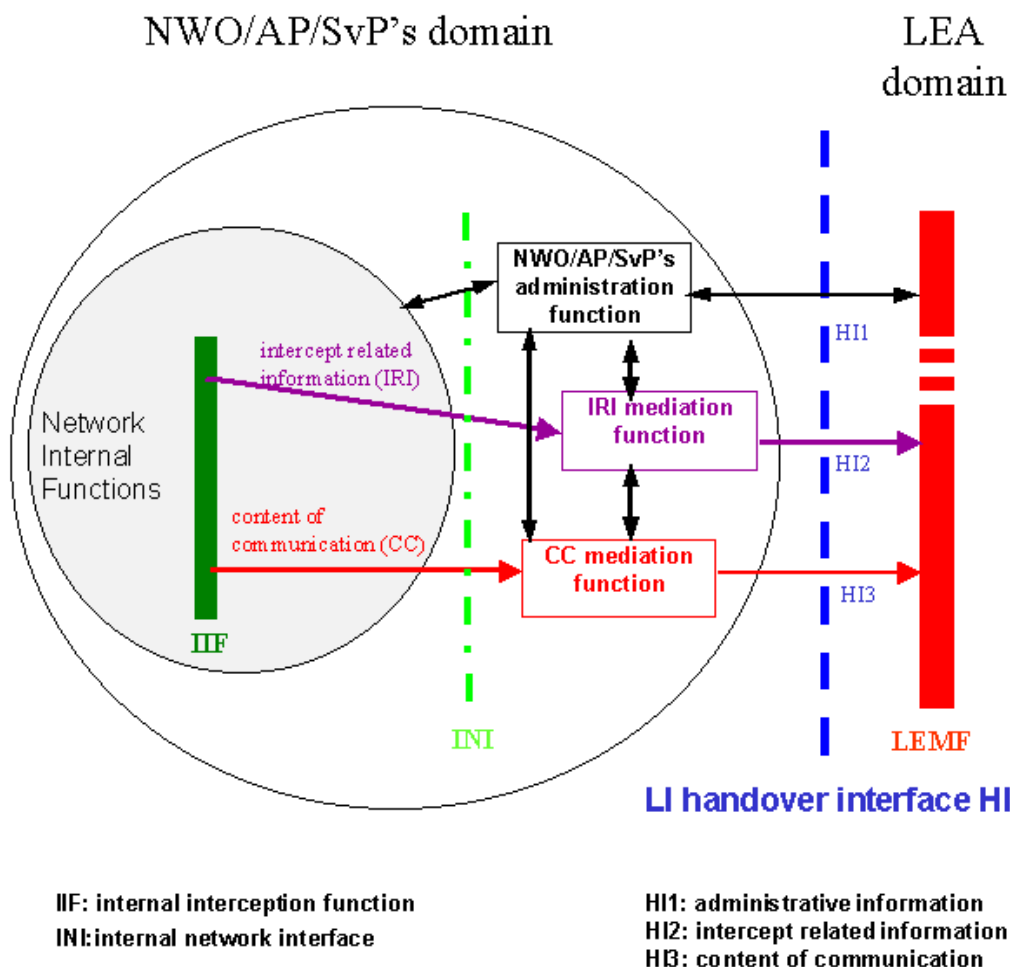 NWO/AP/SvP's domain
LEA
domain
NWO/AP/SvP's
administration
function
HI1
intercept related
information (IRI)
IRI mediation
function
Network
Internal
Functions
HI2
content of
communication (CC)
CC mediation
function
HI3
IIF
INI
LEMF
LI handover interface HI
IIF: internal interception function
INI:internal network interface
HI1: administrative information
HI2: intercept related information
HI3: content of communication